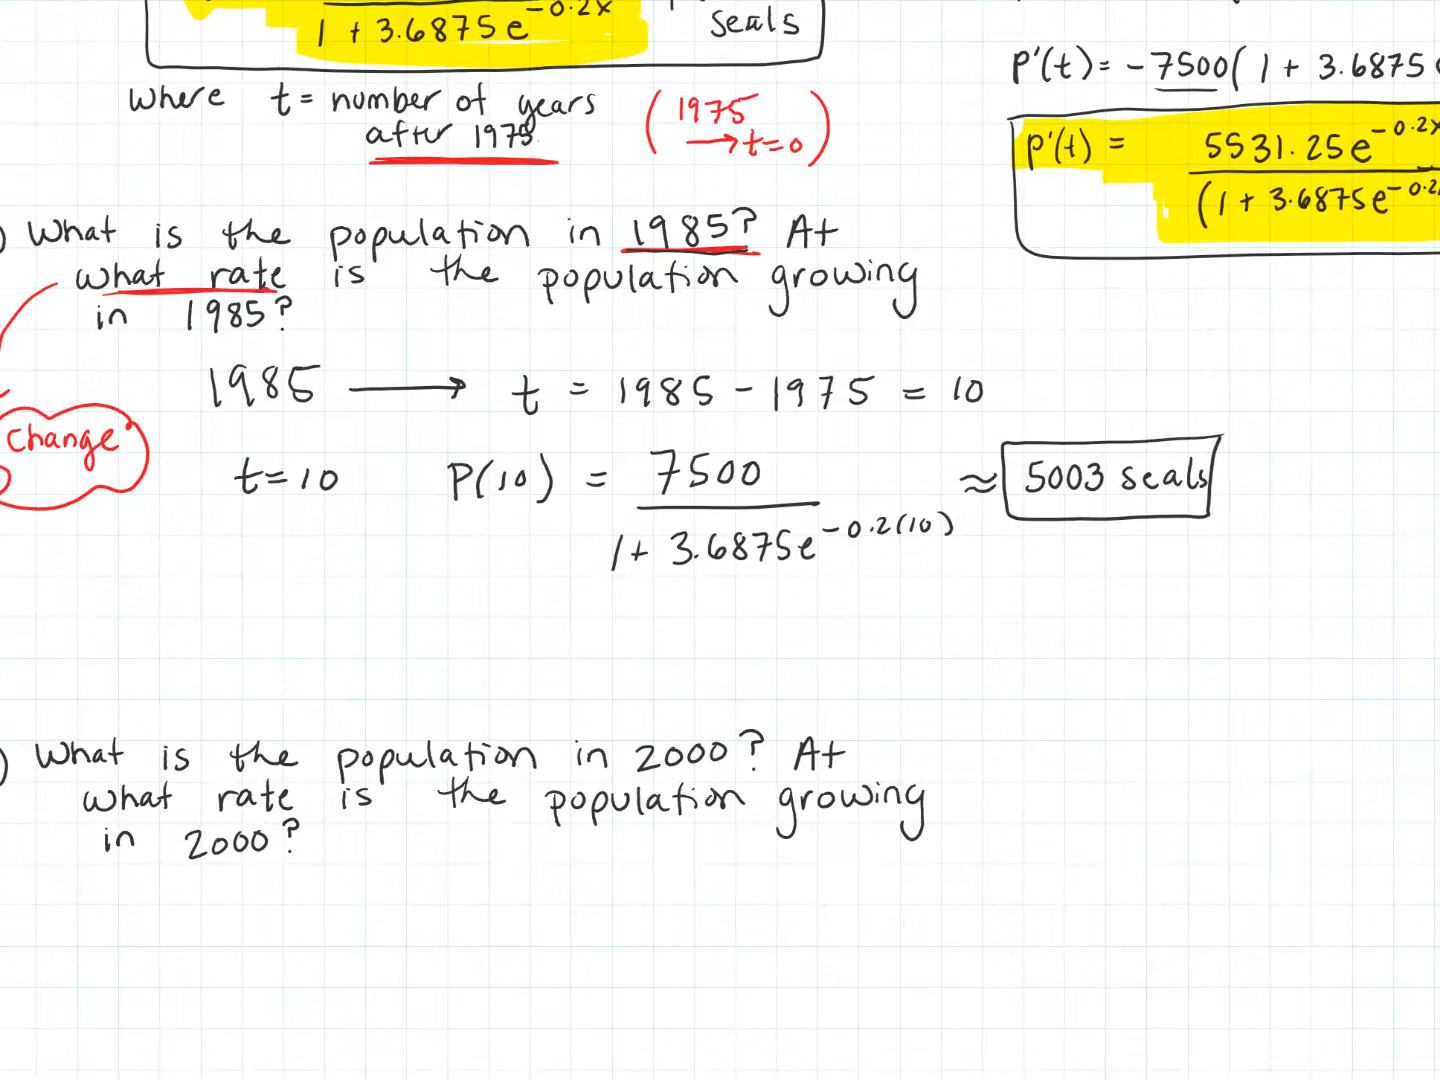 1 + 3.6875e^-0.2x
seals
where t = number of years
after 1975
(1975
→ t=0)
P'(t) = -7500(1 + 3.6875
P'(t) = 5531.25e^-0.2x
(1 + 3.6875e^-0.2
) What is the population in 1985? At
what rate is the population growing
in 1985?
1985 → t = 1985 - 1975 = 10
change
t=10 P(10) = 7500 ≈ 5003 seals
1 + 3.6875e^-0.2(10)
) What is the population in 2000? At
what rate is the population growing
in 2000?